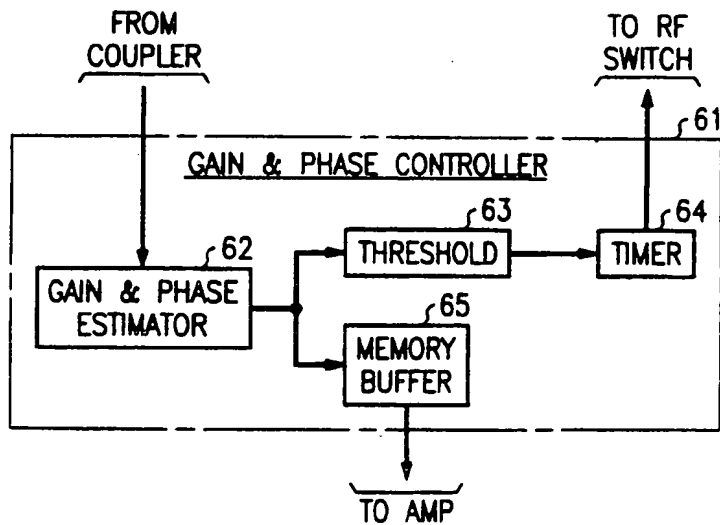 FROM
COUPLER
TO RF
SWITCH
61
GAIN & PHASE CONTROLLER
63
64
THRESHOLD
TIMER
62
GAIN & PHASE
ESTIMATOR
65
MEMORY
BUFFER
TO AMP